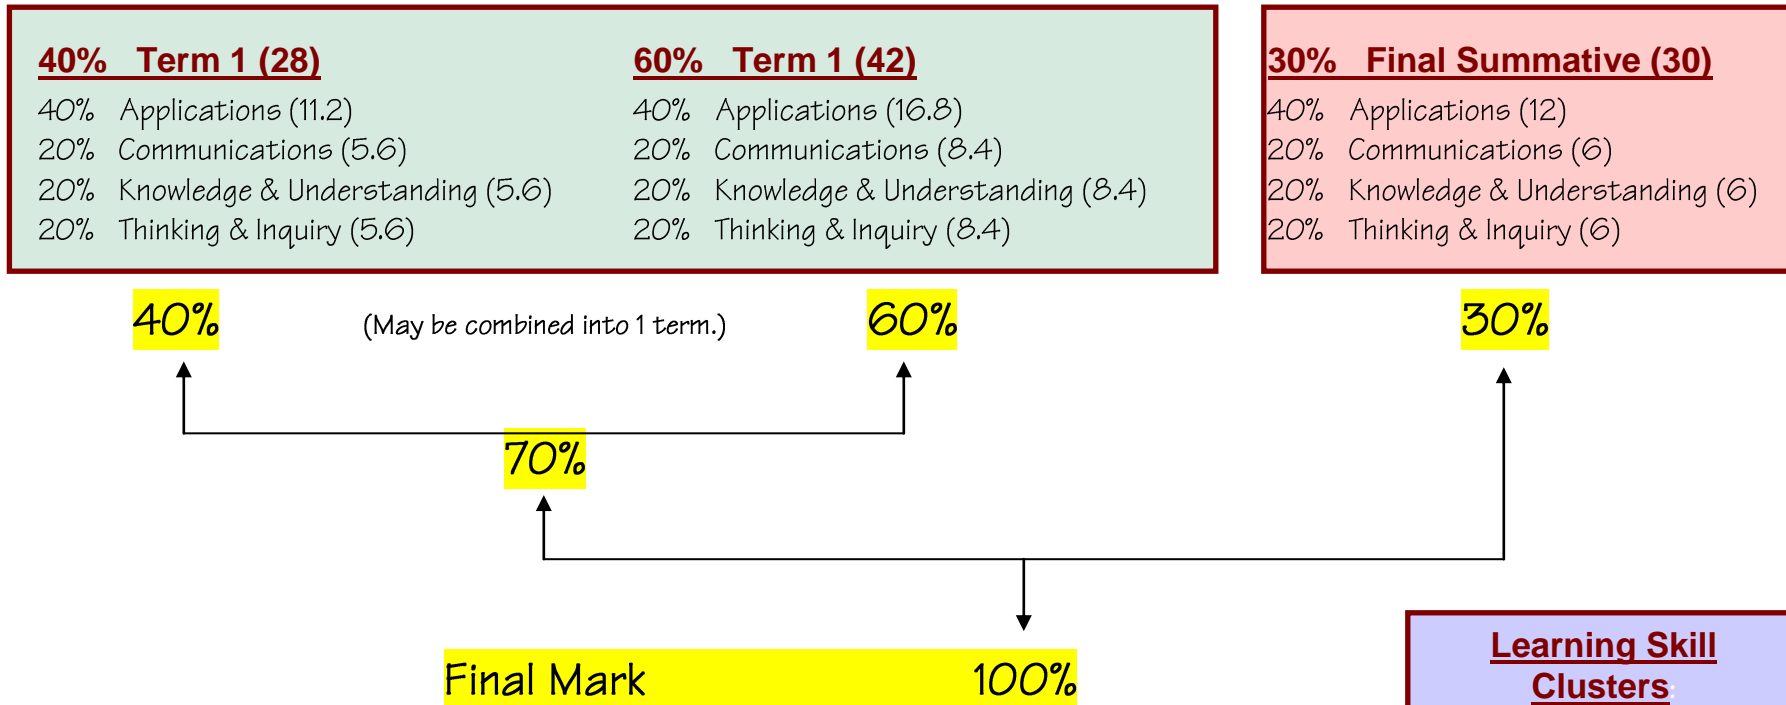 40% Term 1 (28)
40% Applications (11.2)
20% Communications (5.6)
20% Knowledge & Understanding (5.6)
20% Thinking & Inquiry (5.6)
60% Term 1 (42)
40% Applications (16.8)
20% Communications (8.4)
20% Knowledge & Understanding (8.4)
20% Thinking & Inquiry (8.4)
30% Final Summative (30)
40% Applications (12)
20% Communications (6)
20% Knowledge & Understanding (6)
20% Thinking & Inquiry (6)
40%
(May be combined into 1 term.)
60%
30%
70%
Final Mark 100%
Learning Skill
Clusters: